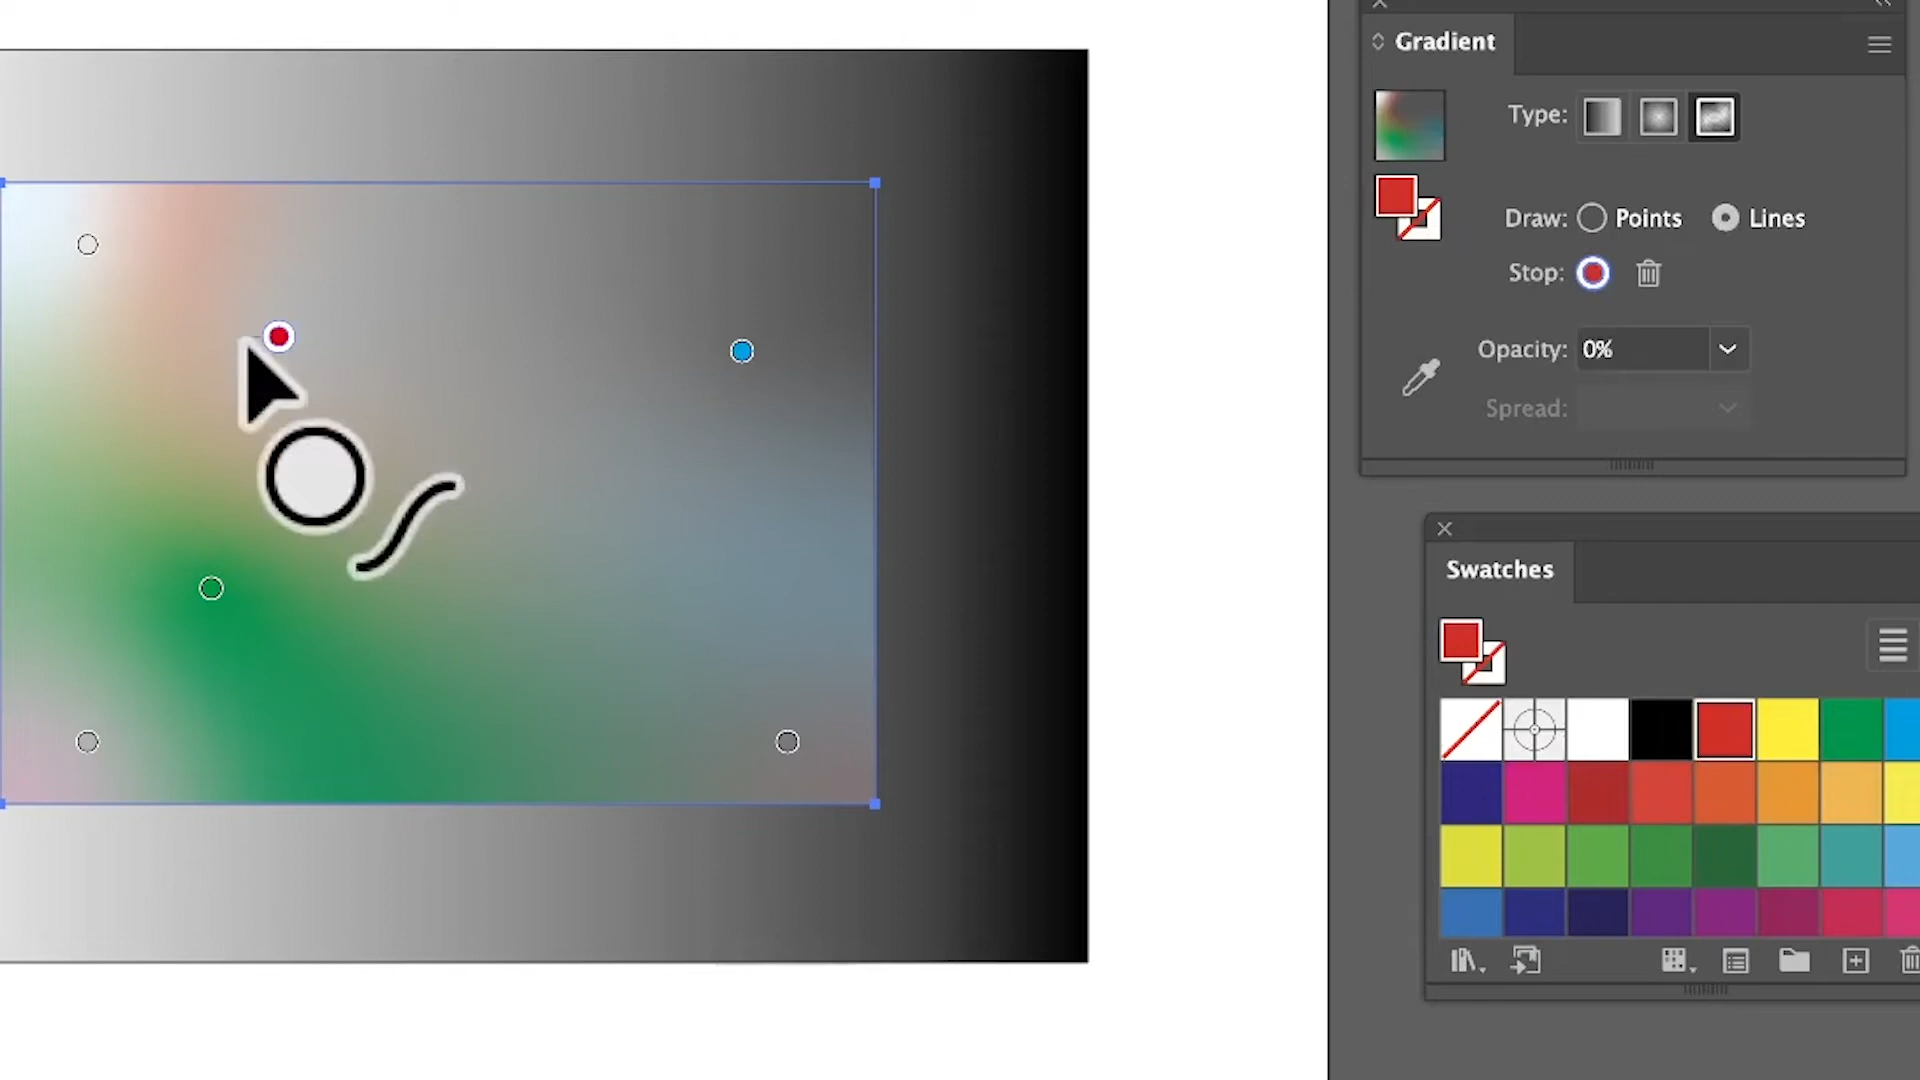 Gradient
Type:
Draw: Points Lines
Stop:
Opacity: 0%
Spread:
Swatches